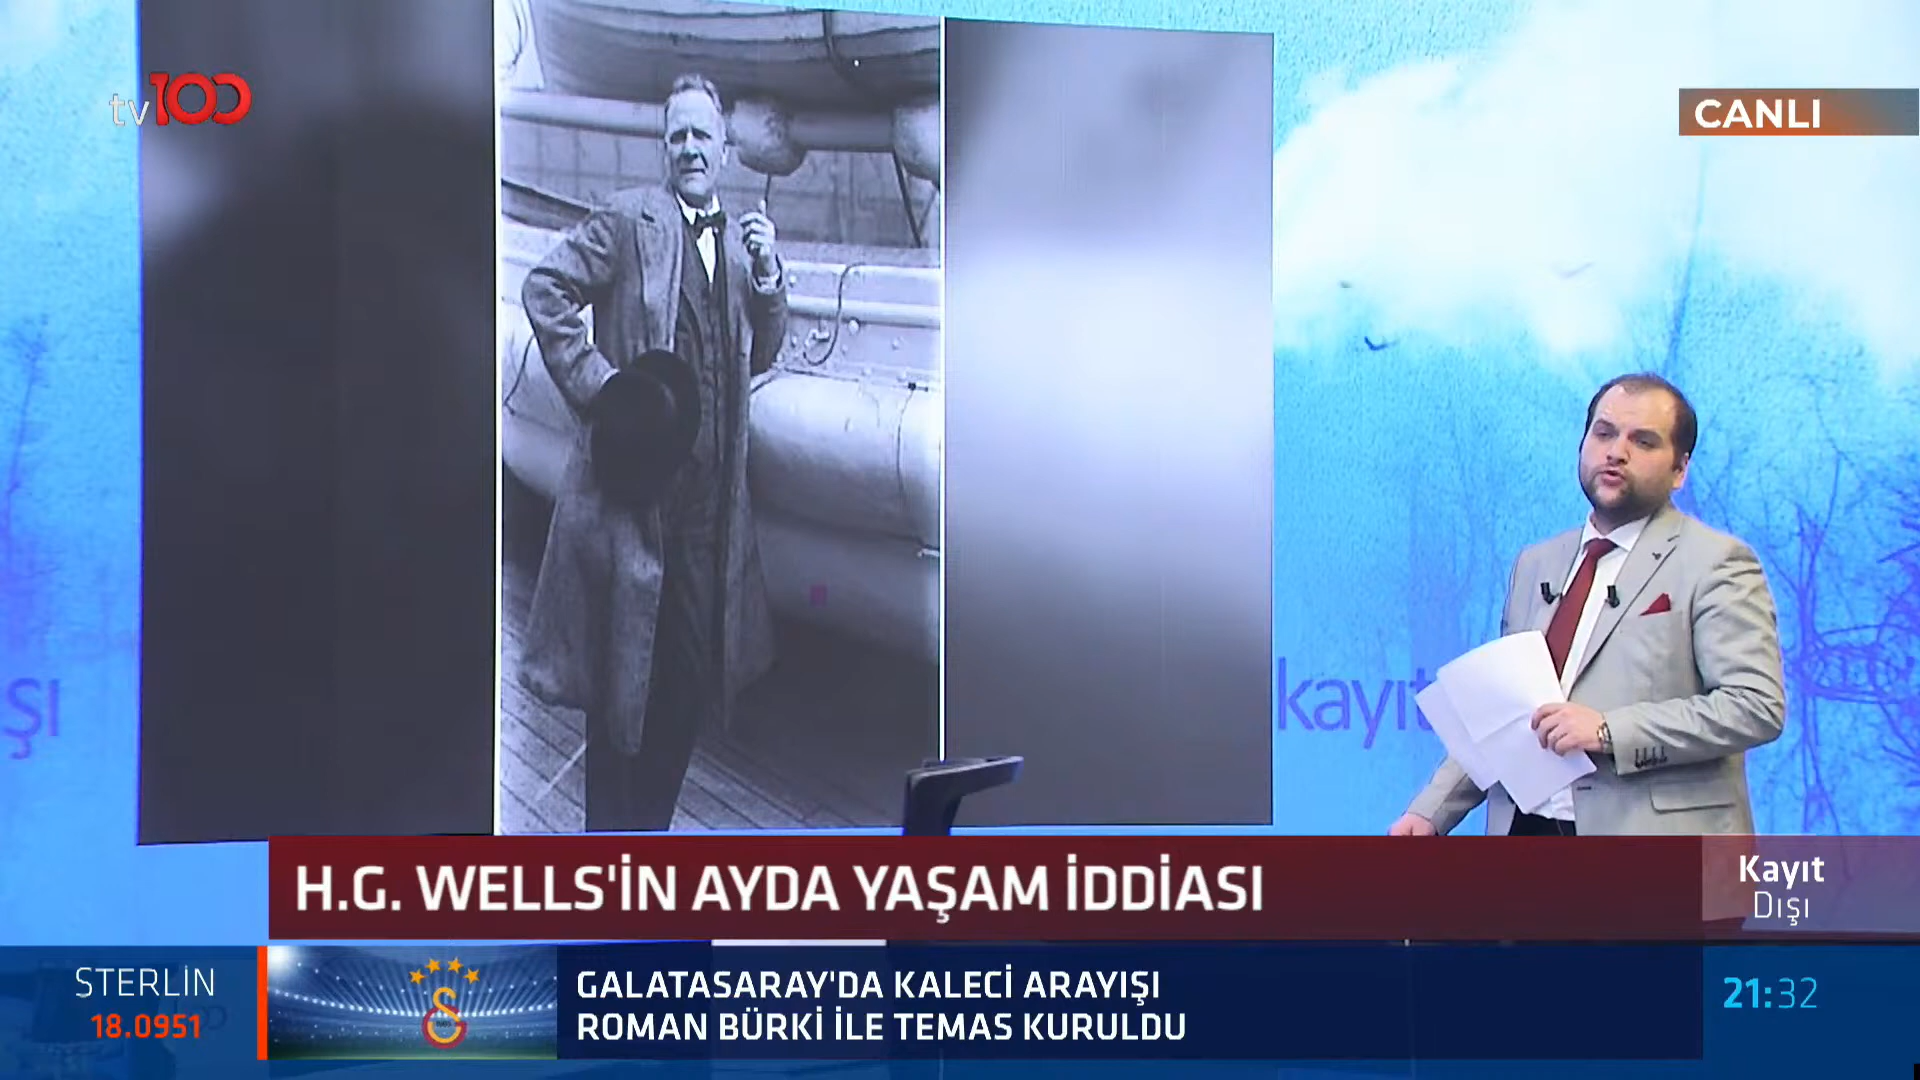 tv100
CANLI
şı
kayıt
H.G. WELLS'İN AYDA YAŞAM İDDİASI
Kayıt
Dışı
STERLİN
18.0951
GALATASARAY'DA KALECİ ARAYIŞI
ROMAN BÜRKİ İLE TEMAS KURULDU
21:32